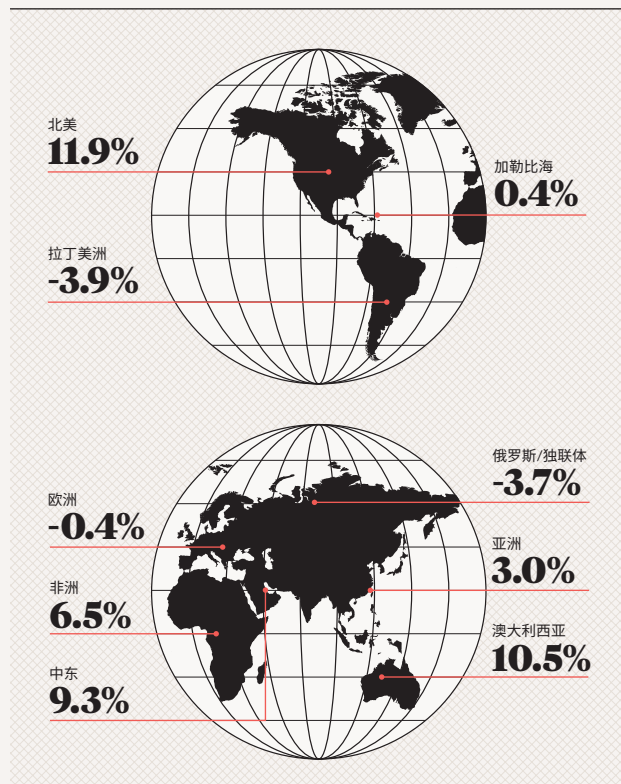 北美
11.9%
加勒比海
0.4%
拉丁美洲
-3.9%
俄罗斯/独联体
-3.7%
欧洲
-0.4%
亚洲
3.0%
非洲
6.5%
澳大利西亚
10.5%
中东
9.3%